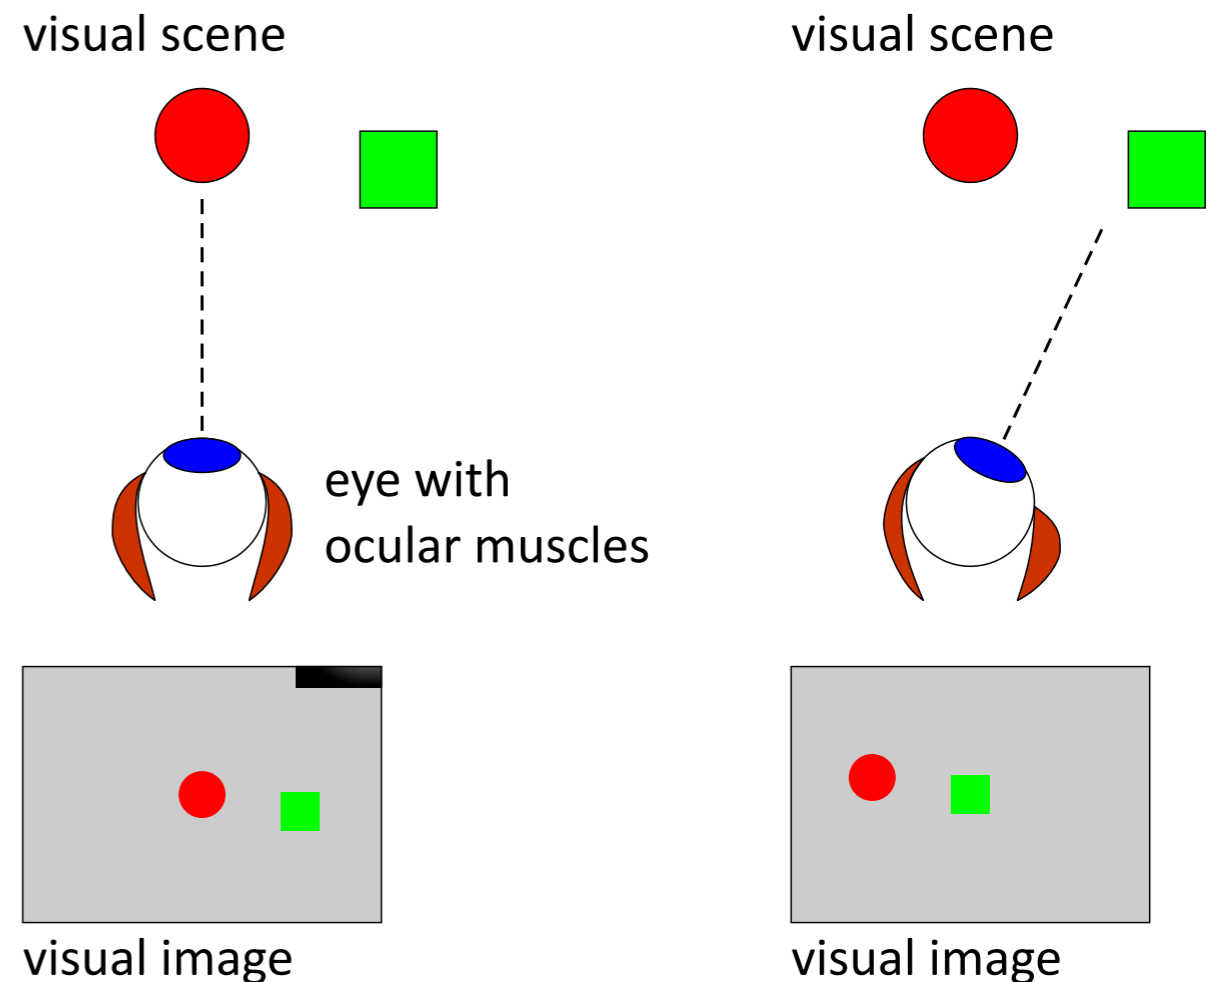 visual scene
visual scene
eye with
ocular muscles
visual image
visual image